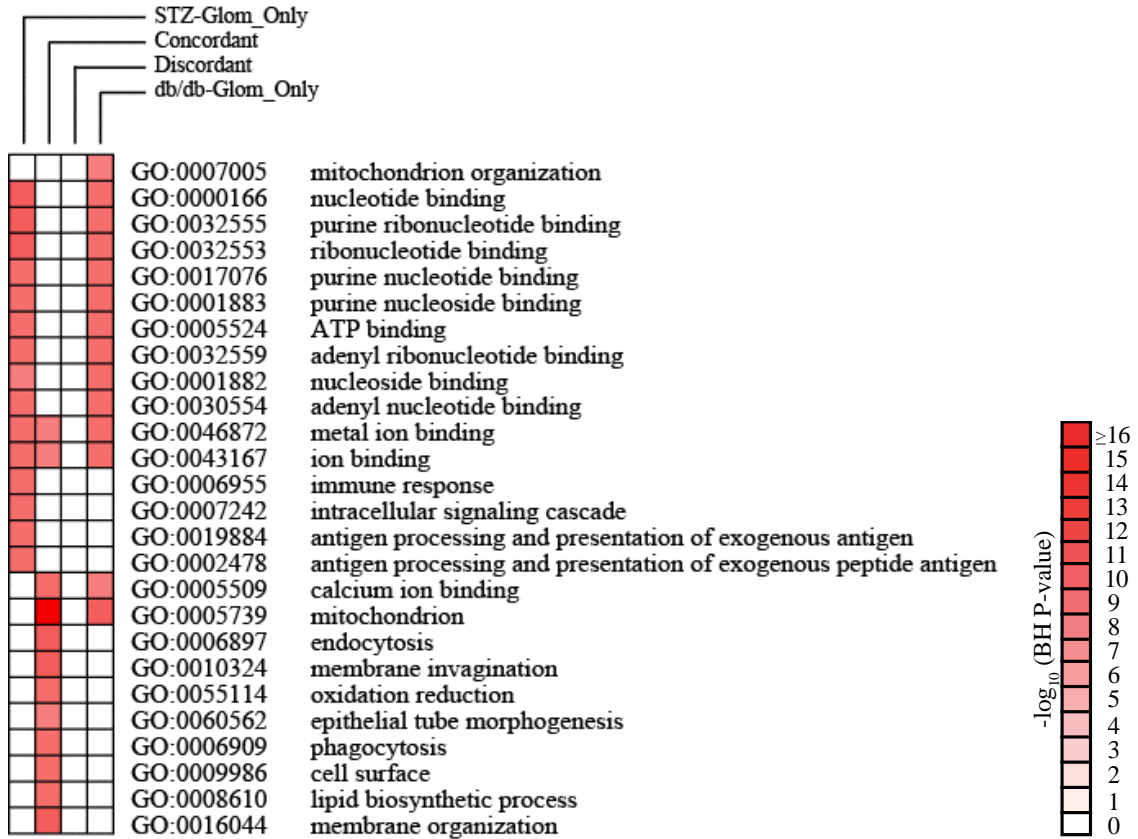 STZ-Glom_Only
Concordant
Discordant
db/db-Glom_Only
GO:0007005 mitochondrion organization
GO:0000166 nucleotide binding
GO:0032555 purine ribonucleotide binding
GO:0032553 ribonucleotide binding
GO:0017076 purine nucleotide binding
GO:0001883 purine nucleoside binding
GO:0005524 ATP binding
GO:0032559 adenyl ribonucleotide binding
GO:0001882 nucleoside binding
GO:0030554 adenyl nucleotide binding
GO:0046872 metal ion binding
GO:0043167 ion binding
GO:0006955 immune response
GO:0007242 intracellular signaling cascade
GO:0019884 antigen processing and presentation of exogenous antigen
GO:0002478 antigen processing and presentation of exogenous peptide antigen
GO:0005509 calcium ion binding
GO:0005739 mitochondrion
GO:0006897 endocytosis
GO:0010324 membrane invagination
GO:0055114 oxidation reduction
GO:0060562 epithelial tube morphogenesis
GO:0006909 phagocytosis
GO:0009986 cell surface
GO:0008610 lipid biosynthetic process
GO:0016044 membrane organization
-log₁₀ (BH P-value)
≥16
15
14
13
12
11
10
9
8
7
6
5
4
3
2
1
0